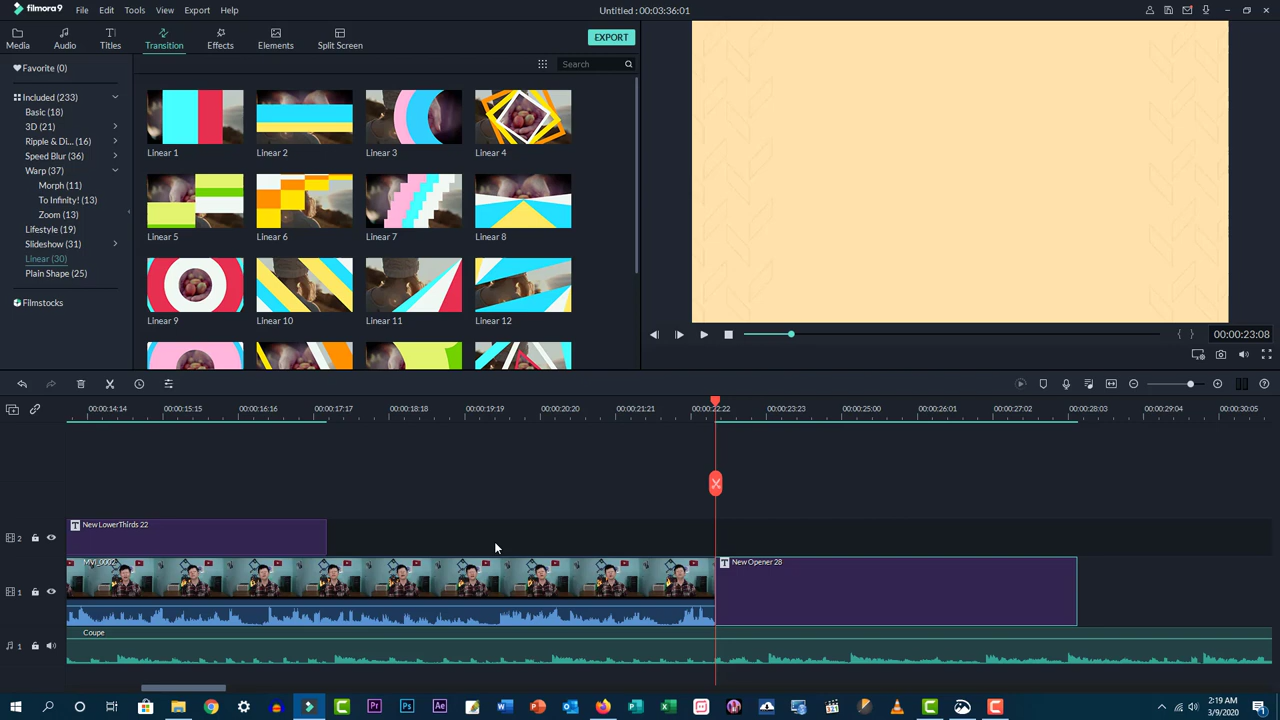 filmora9 File Edit Tools View Export Help Untitled : 00:03:36:01
Media Audio Titles Transition Effects Elements Split Screen EXPORT
Favorite (0)
Search
Included (233)
Basic (18)
3D (21)
Ripple & Di... (16)
Speed Blur (36)
Warp (37)
Morph (11)
To Infinity! (13)
Zoom (13)
Lifestyle (19)
Slideshow (31)
Linear (30)
Plain Shape (25)
Filmstocks
Linear 1 Linear 2 Linear 3 Linear 4
Linear 5 Linear 6 Linear 7 Linear 8
Linear 9 Linear 10 Linear 11 Linear 12
{ } 00:00:23:08
00:00:14:14 00:00:15:15 00:00:16:16 00:00:17:17 00:00:18:18 00:00:19:19 00:00:20:20 00:00:21:21 00:00:22:22 00:00:23:23 00:00:25:00 00:00:26:01 00:00:27:02 00:00:28:03 00:00:29:04 00:00:30:05
2 T New LowerThirds 22
1 MVI_0002 T New Opener 28
1 Coupe
Pr Ps Ae
2:19 AM
3/9/2020